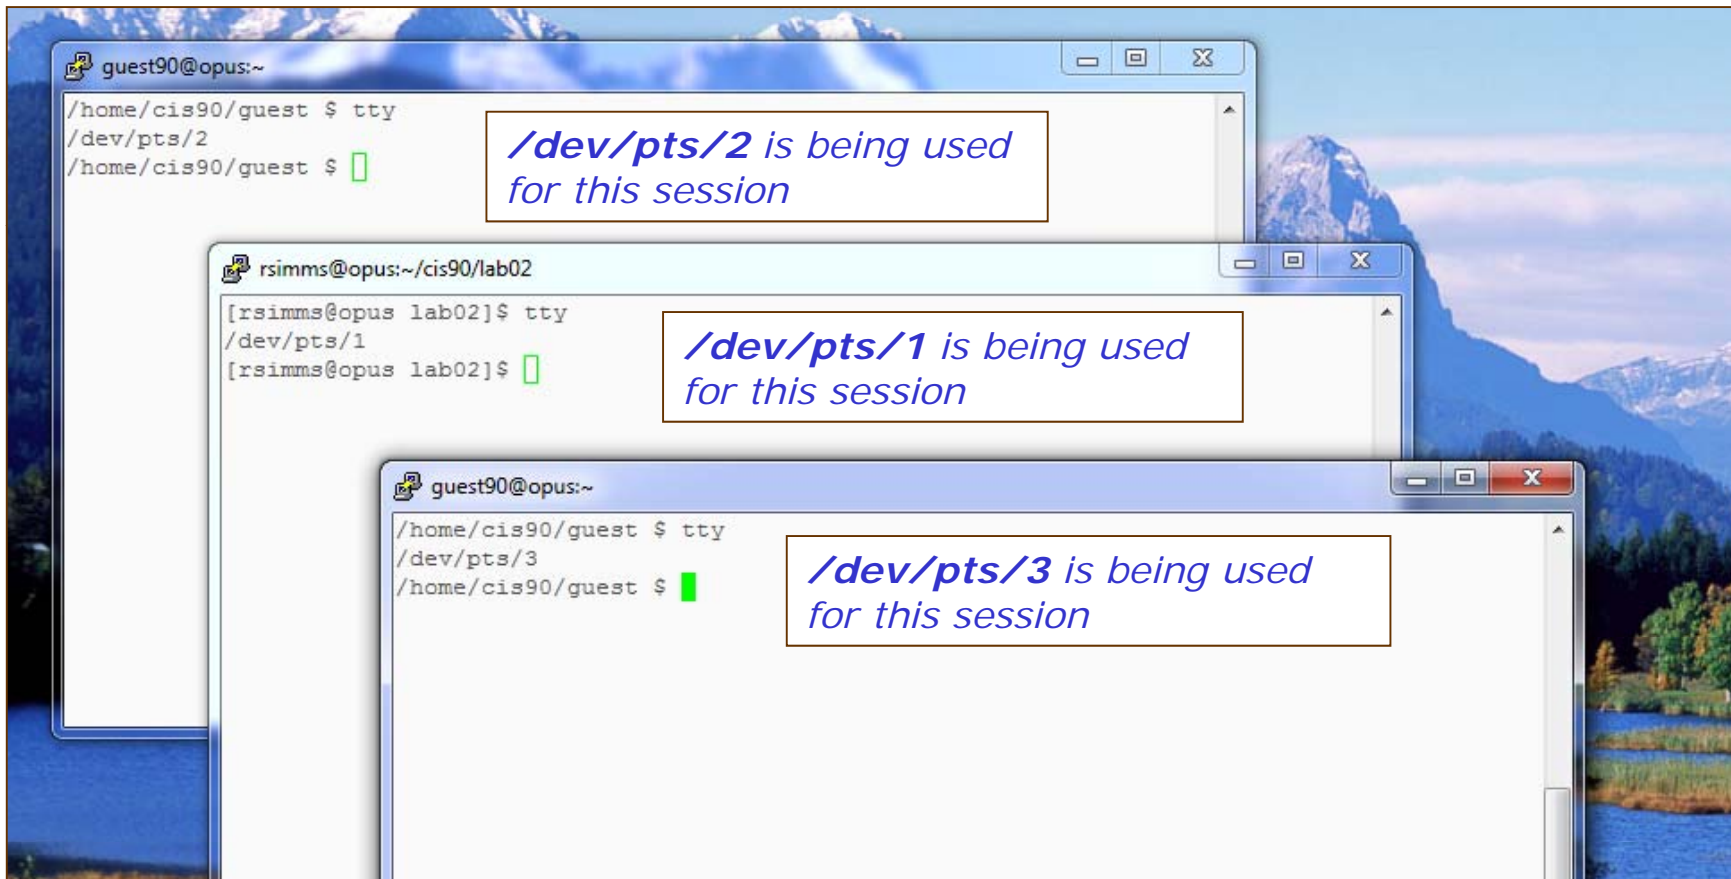 guest90@opus:~
/home/cis90/guest $ tty
/dev/pts/2
/home/cis90/guest $
/dev/pts/2 is being used
for this session
rsimms@opus:~/cis90/lab02
[rsimms@opus lab02]$ tty
/dev/pts/1
[rsimms@opus lab02]$
/dev/pts/1 is being used
for this session
guest90@opus:~
/home/cis90/guest $ tty
/dev/pts/3
/home/cis90/guest $
/dev/pts/3 is being used
for this session